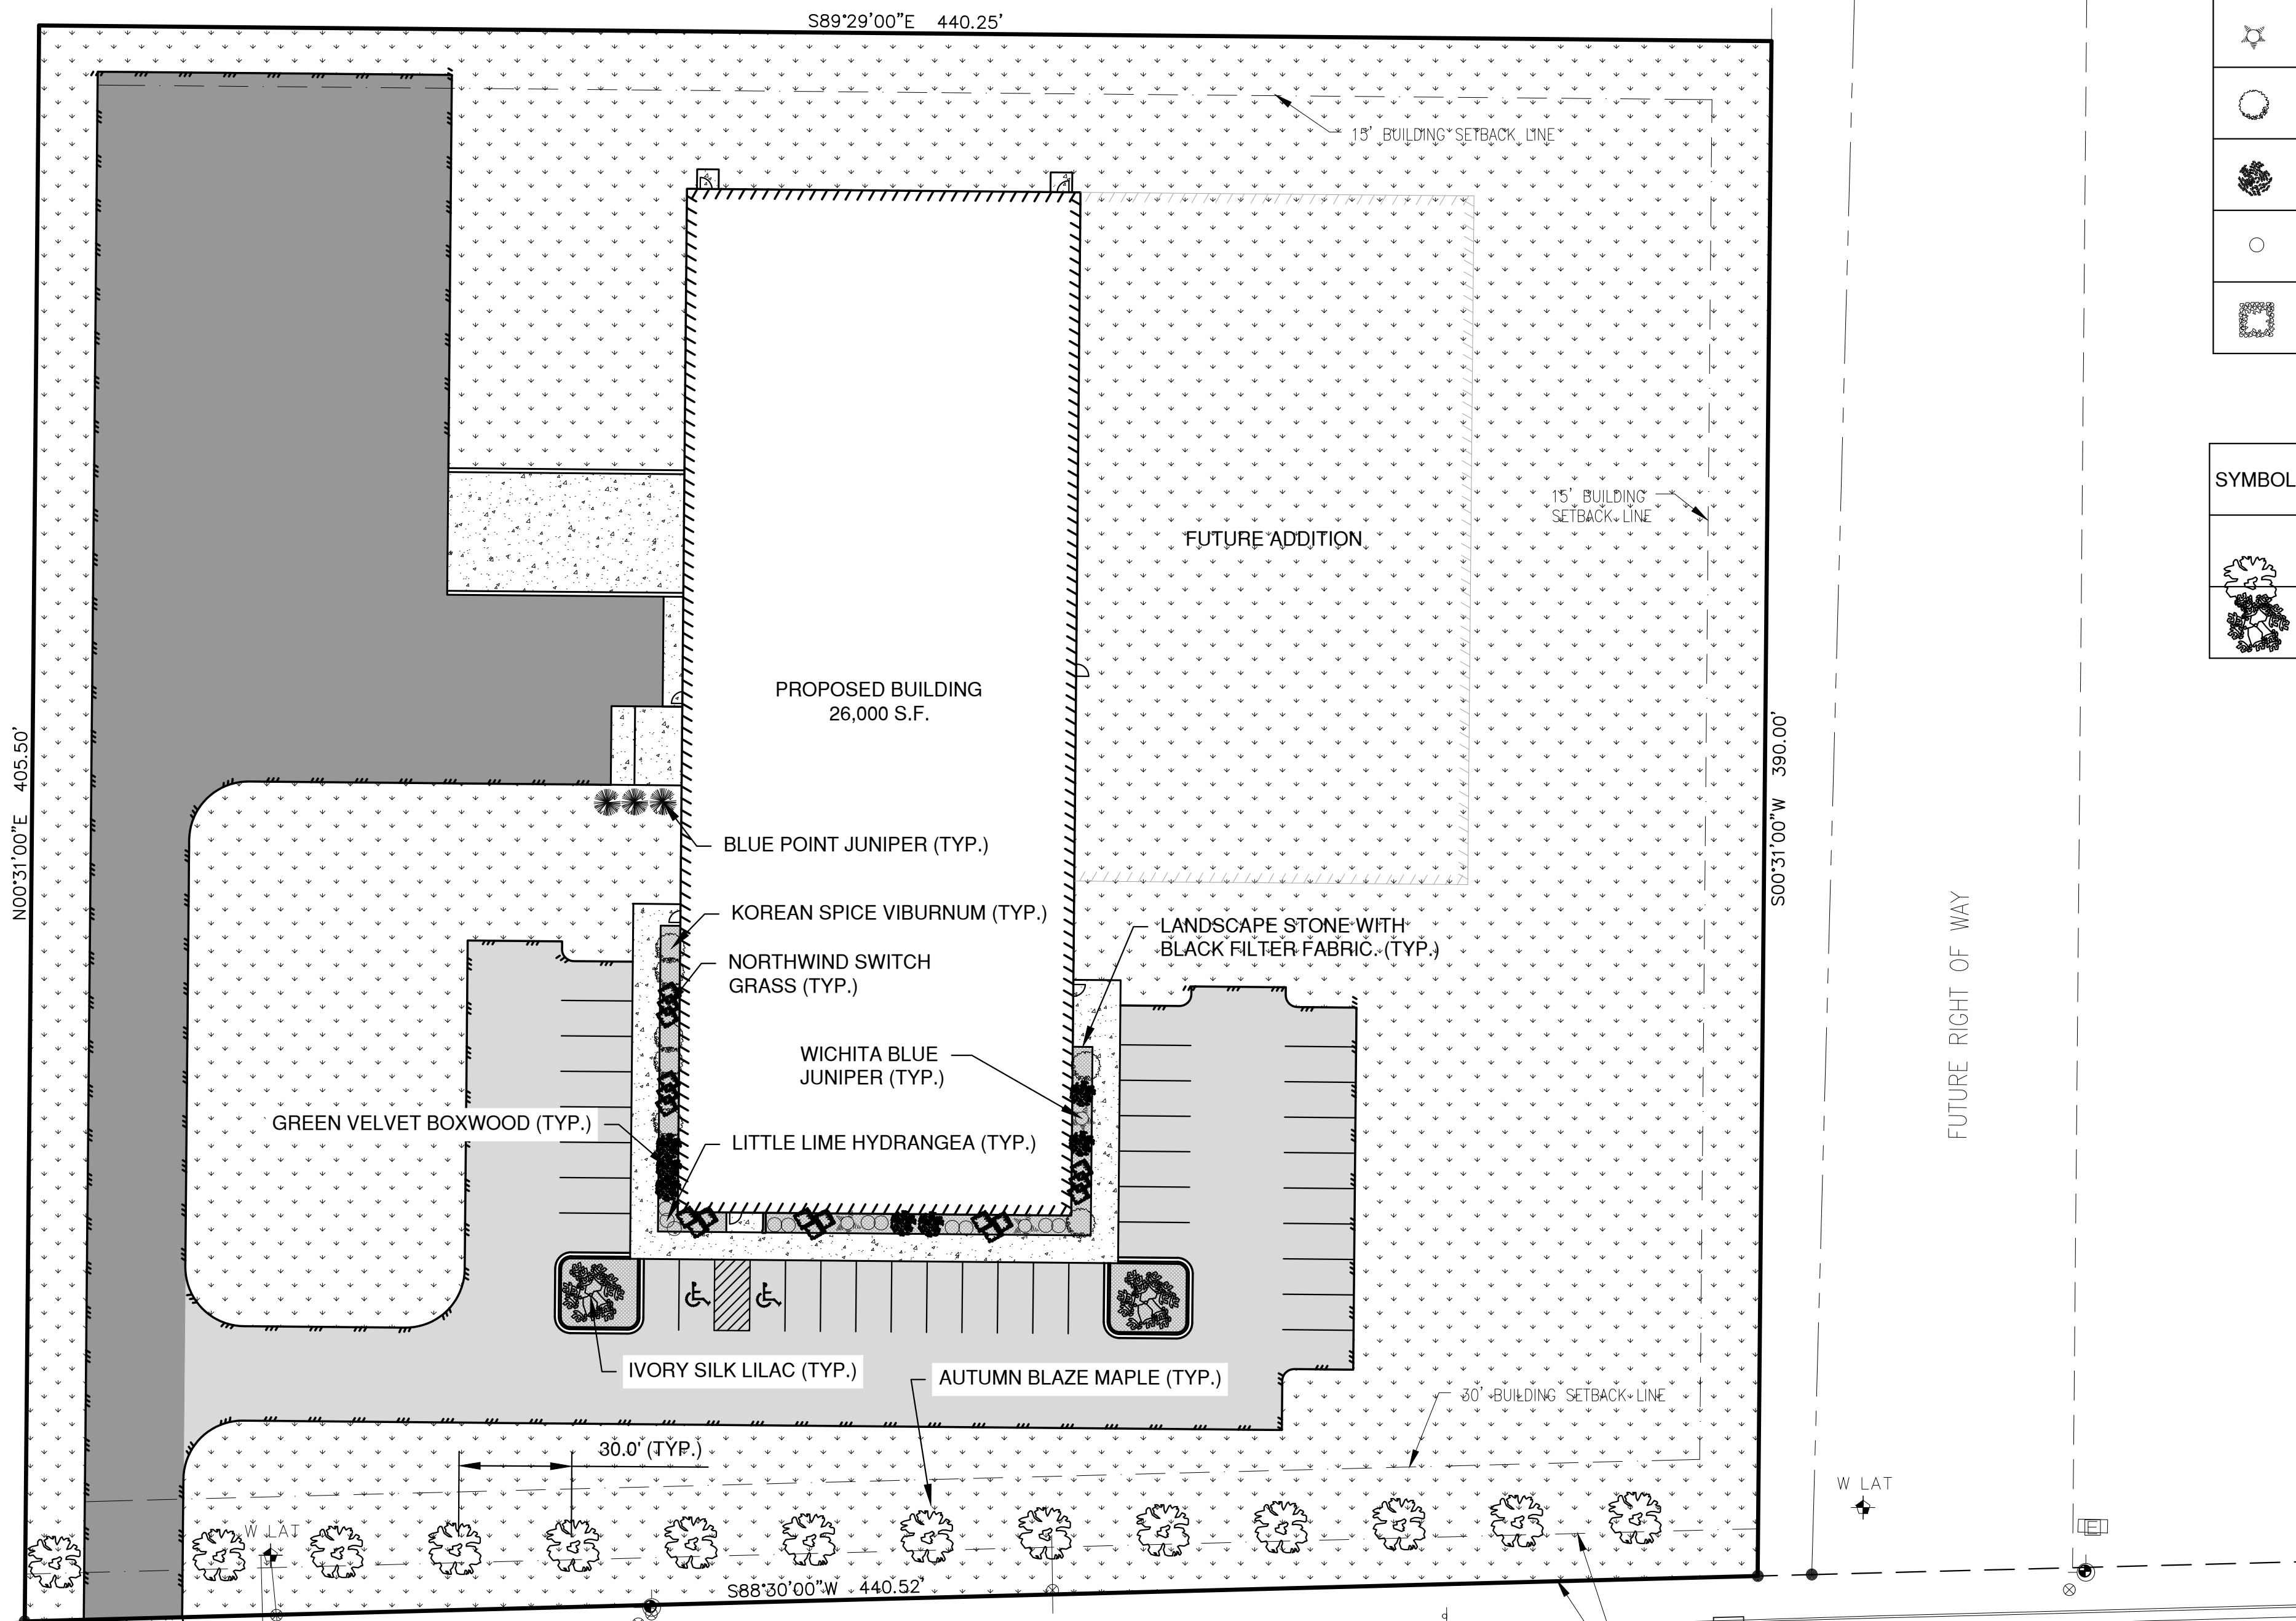 S89°29'00"E 440.25'
15' BUILDING SETBACK LINE
15' BUILDING
SETBACK LINE
SYMBOL
FUTURE ADDITION
PROPOSED BUILDING
26,000 S.F.
N00°31'00"E 405.50'
S00°31'00"W 390.00'
BLUE POINT JUNIPER (TYP.)
KOREAN SPICE VIBURNUM (TYP.)
LANDSCAPE STONE WITH
BLACK FILTER FABRIC. (TYP.)
NORTHWIND SWITCH
GRASS (TYP.)
FUTURE RIGHT OF WAY
WICHITA BLUE
JUNIPER (TYP.)
GREEN VELVET BOXWOOD (TYP.)
LITTLE LIME HYDRANGEA (TYP.)
IVORY SILK LILAC (TYP.)
AUTUMN BLAZE MAPLE (TYP.)
30' BUILDING SETBACK LINE
30.0' (TYP.)
W LAT
W LAT
E
S88°30'00"W 440.52'